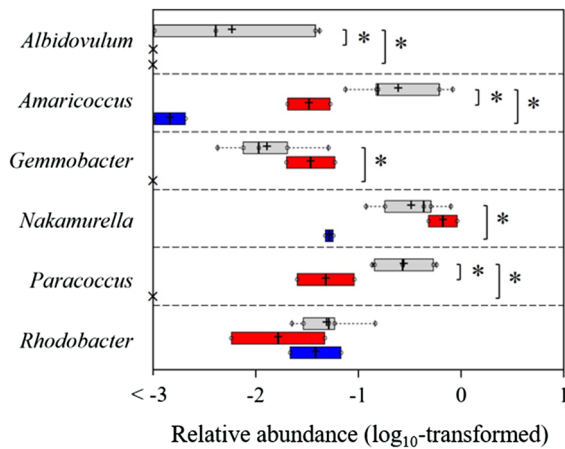 Albidovulum
* *
Amaricoccus
* *
Gemmobacter
*
Nakamurella
*
Paracoccus
* *
Rhodobacter
< -3 -2 -1 0 1
Relative abundance (log10-transformed)